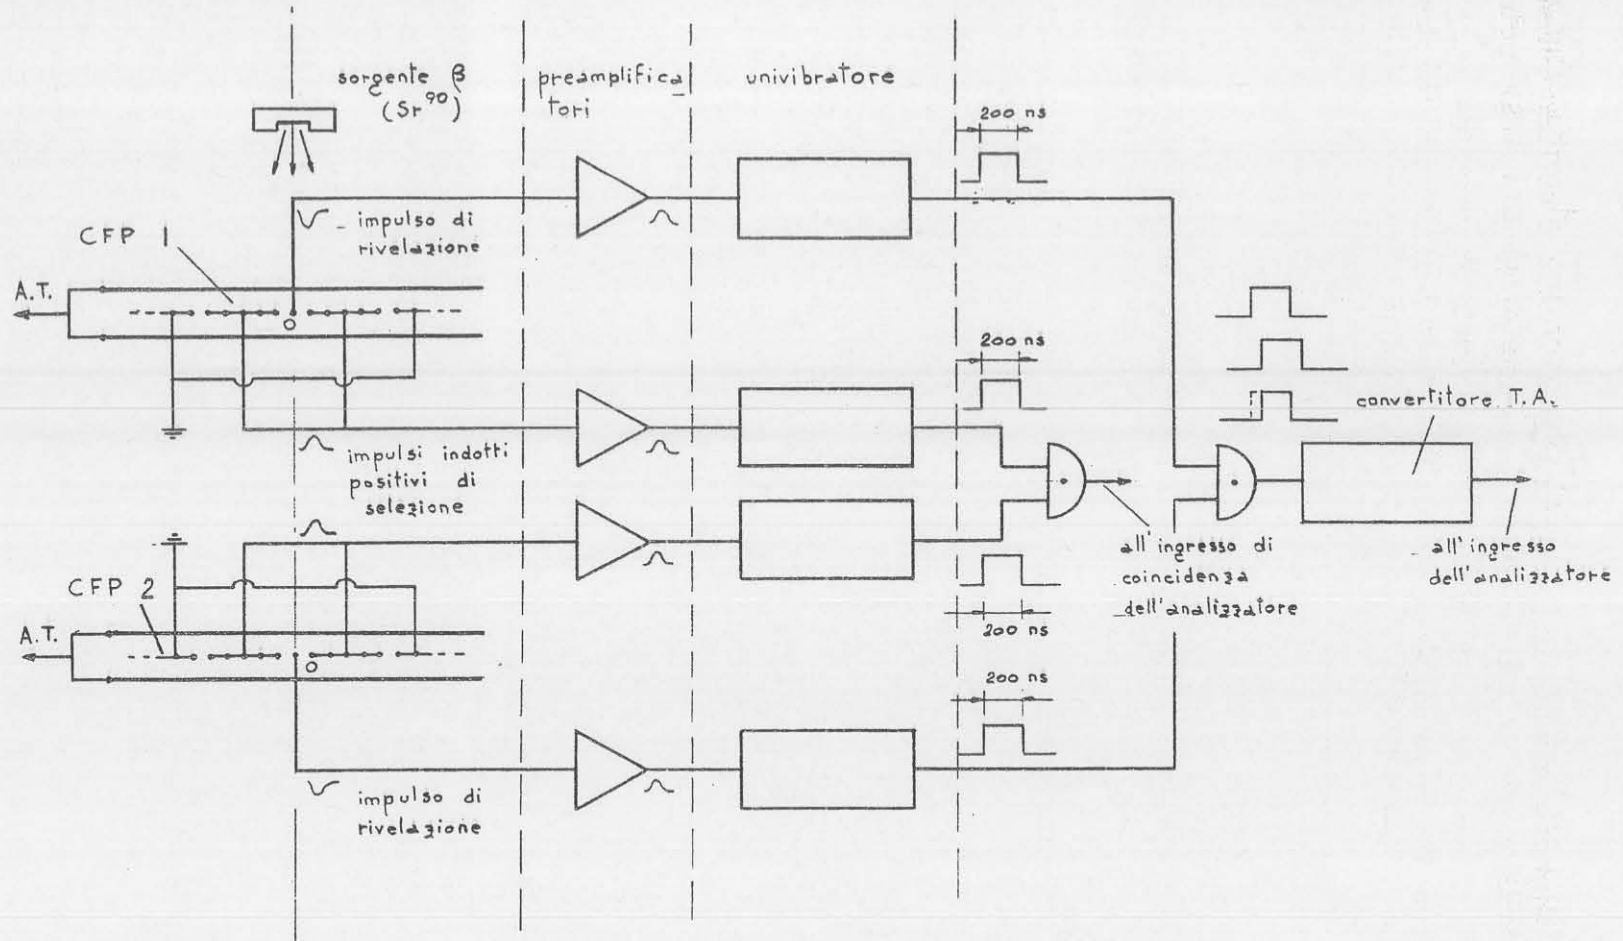 sorgente β
(Sr⁹⁰)
preamplifica
tori
univibratore
200 ns
impulso di
rivelazione
CFP 1
A.T.
O
200 ns
convertitore T.A.
impulsi indotti
positivi di
selezione
all'ingresso di
coincidenza
dell'analizzatore
all'ingresso
dell'analizzatore
CFP 2
A.T.
O
200 ns
200 ns
impulso di
rivelazione